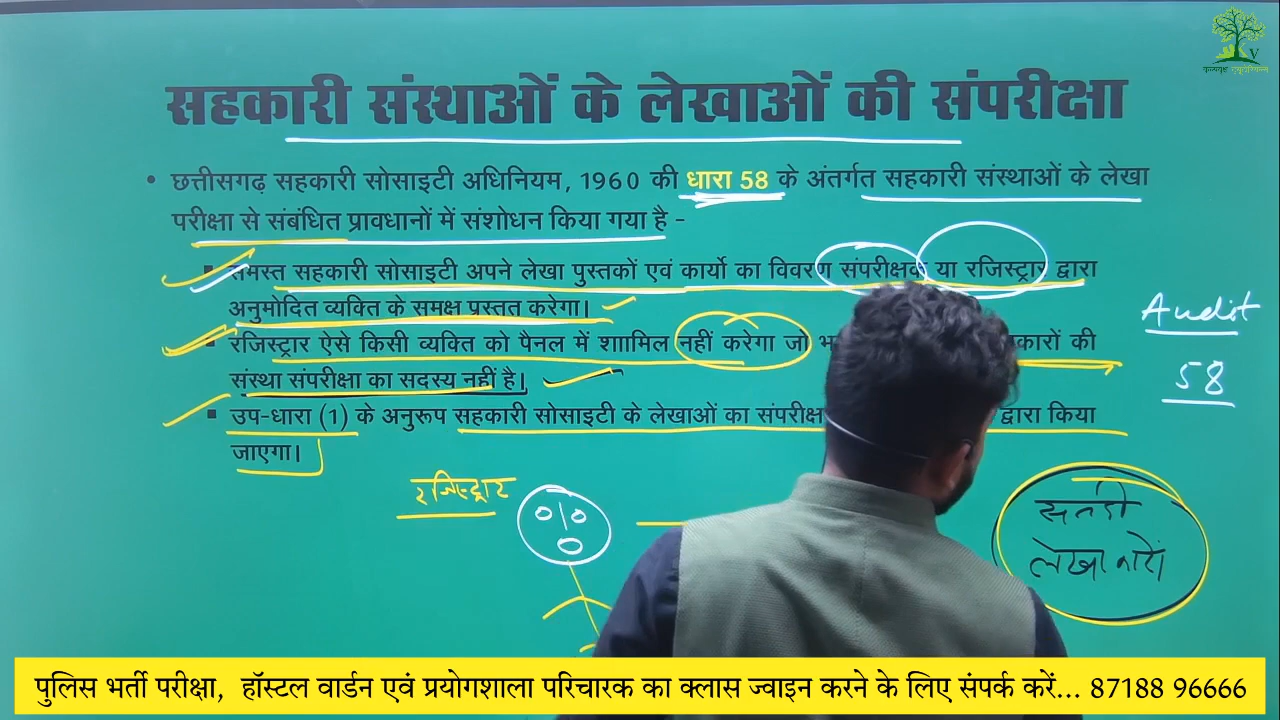 सहकारी संस्थाओं के लेखाओं की संपरीक्षा
• छत्तीसगढ़ सहकारी सोसाइटी अधिनियम, 1960 की धारा 58 के अंतर्गत सहकारी संस्थाओं के लेखा
परीक्षा से संबंधित प्रावधानों में संशोधन किया गया है -
▪ समस्त सहकारी सोसाइटी अपने लेखा पुस्तकों एवं कार्यो का विवरण संपरीक्षक या रजिस्ट्रार द्वारा
अनुमोदित व्यक्ति के समक्ष प्रस्तत करेगा।
▪ रजिस्ट्रार ऐसे किसी व्यक्ति को पैनल में शाामिल नहीं करेगा जो कारों की
संस्था संपरीक्षा का सदस्य नहीं है।
▪ उप-धारा (1) के अनुरूप सहकारी सोसाइटी के लेखाओं का संपरीक्ष द्वारा किया
जाएगा।
Audit
58
रजिस्ट्रार
लेखाकारों
पुलिस भर्ती परीक्षा, हॉस्टल वार्डन एवं प्रयोगशाला परिचारक का क्लास ज्वाइन करने के लिए संपर्क करें... 87188 96666